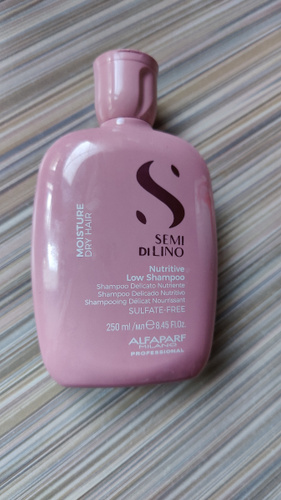 SEMI
DI LINO
MOISTURE
DRY HAIR
Nutritive
Low Shampoo
Shampoo Delicato Nutriente
Shampoo Delicado Nutritivo
Shampooing Délicat Nourrissant
SULFATE-FREE
250 ml / ℮ 8.45 Fl.Oz.
ALFAPARF
MILANO
PROFESSIONAL